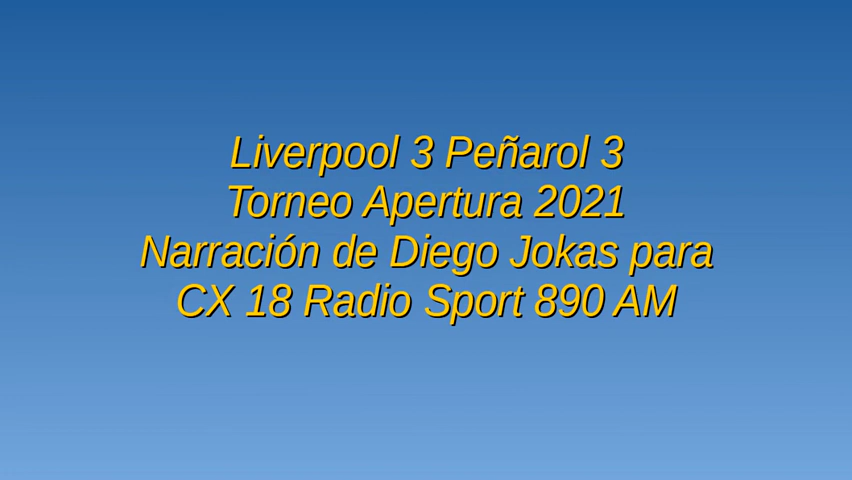 Liverpool 3 Peñarol 3
Torneo Apertura 2021
Narración de Diego Jokas para
CX 18 Radio Sport 890 AM